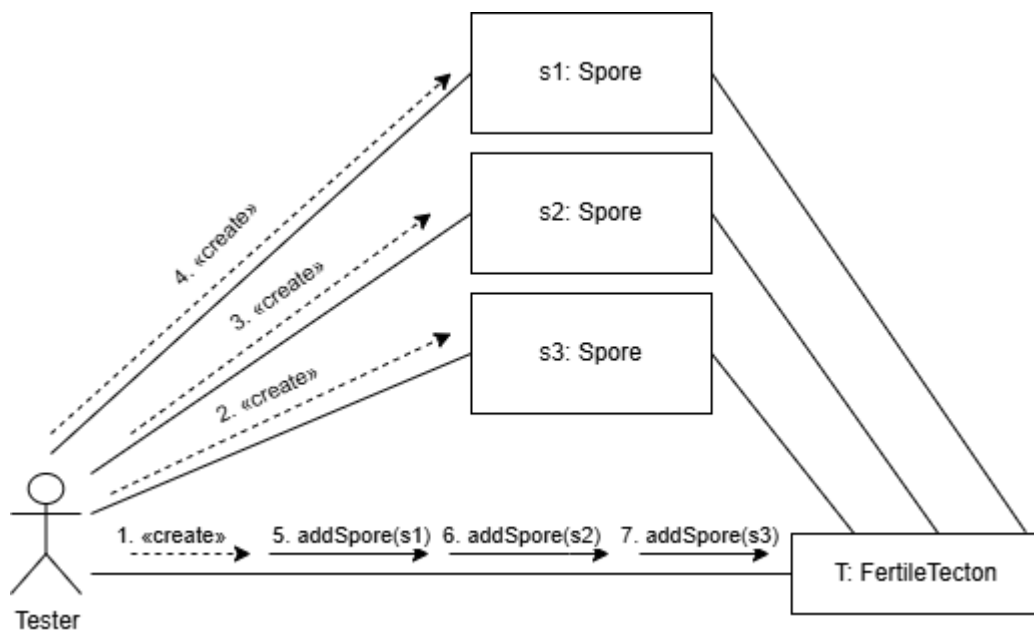 s1: Spore
s2: Spore
4. «create»
3. «create»
s3: Spore
2. «create»
1. «create»
5. addSpore(s1)
6. addSpore(s2)
7. addSpore(s3)
T: FertileTecton
Tester